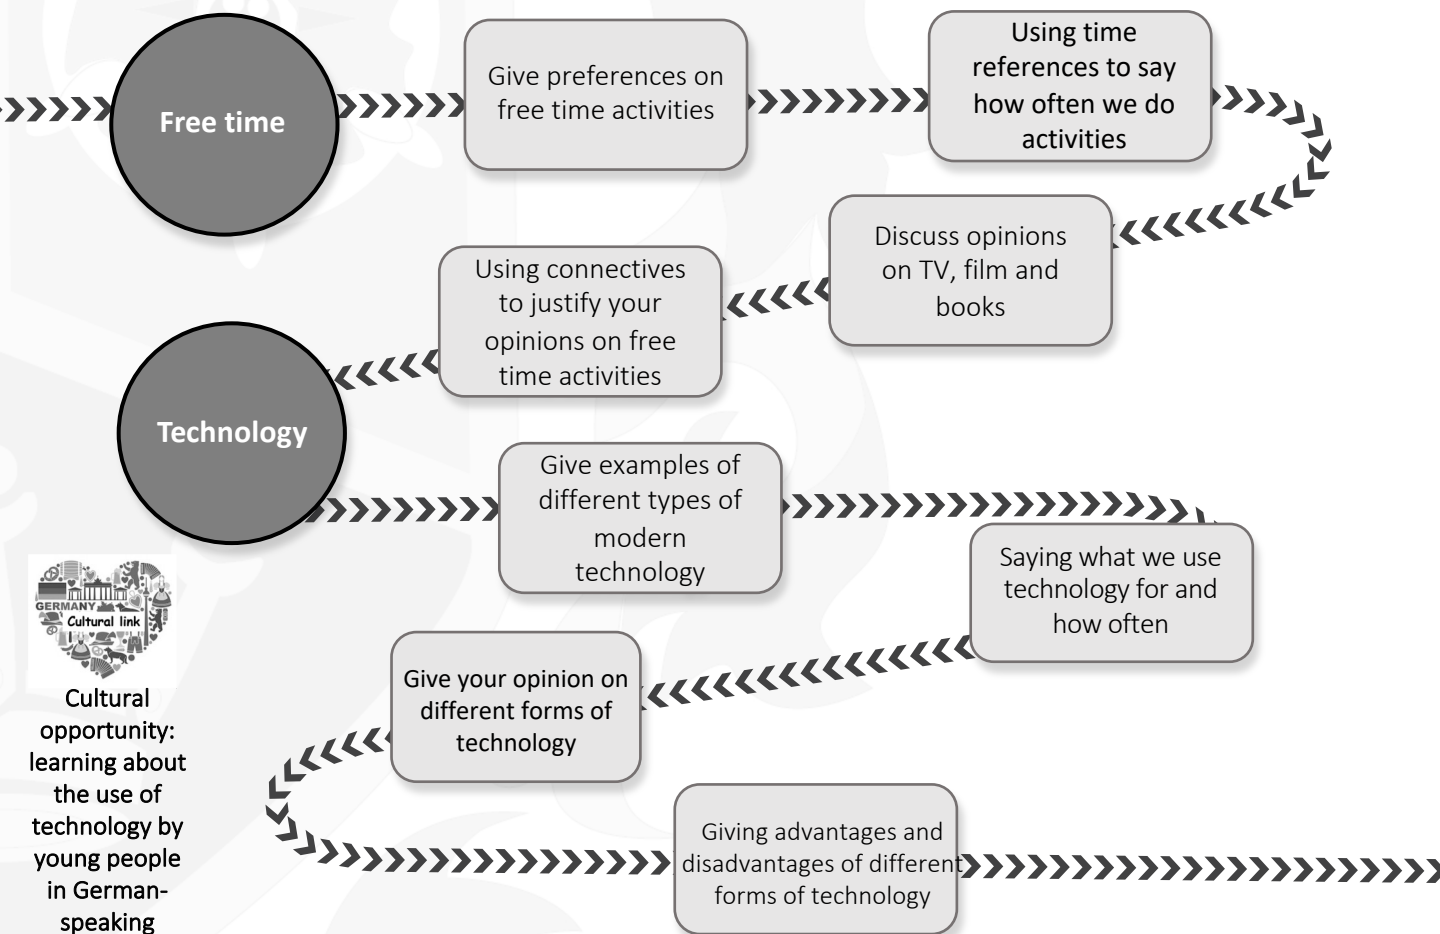 Free time
Give preferences on
free time activities
Using time
references to say
how often we do
activities
Discuss opinions
on TV, film and
books
Using connectives
to justify your
opinions on free
time activities
Technology
Give examples of
different types of
modern
technology
Saying what we use
technology for and
how often
Give your opinion on
different forms of
technology
Giving advantages and
disadvantages of different
forms of technology
GERMANY
Cultural link
Cultural
opportunity:
learning about
the use of
technology by
young people
in German-
speaking